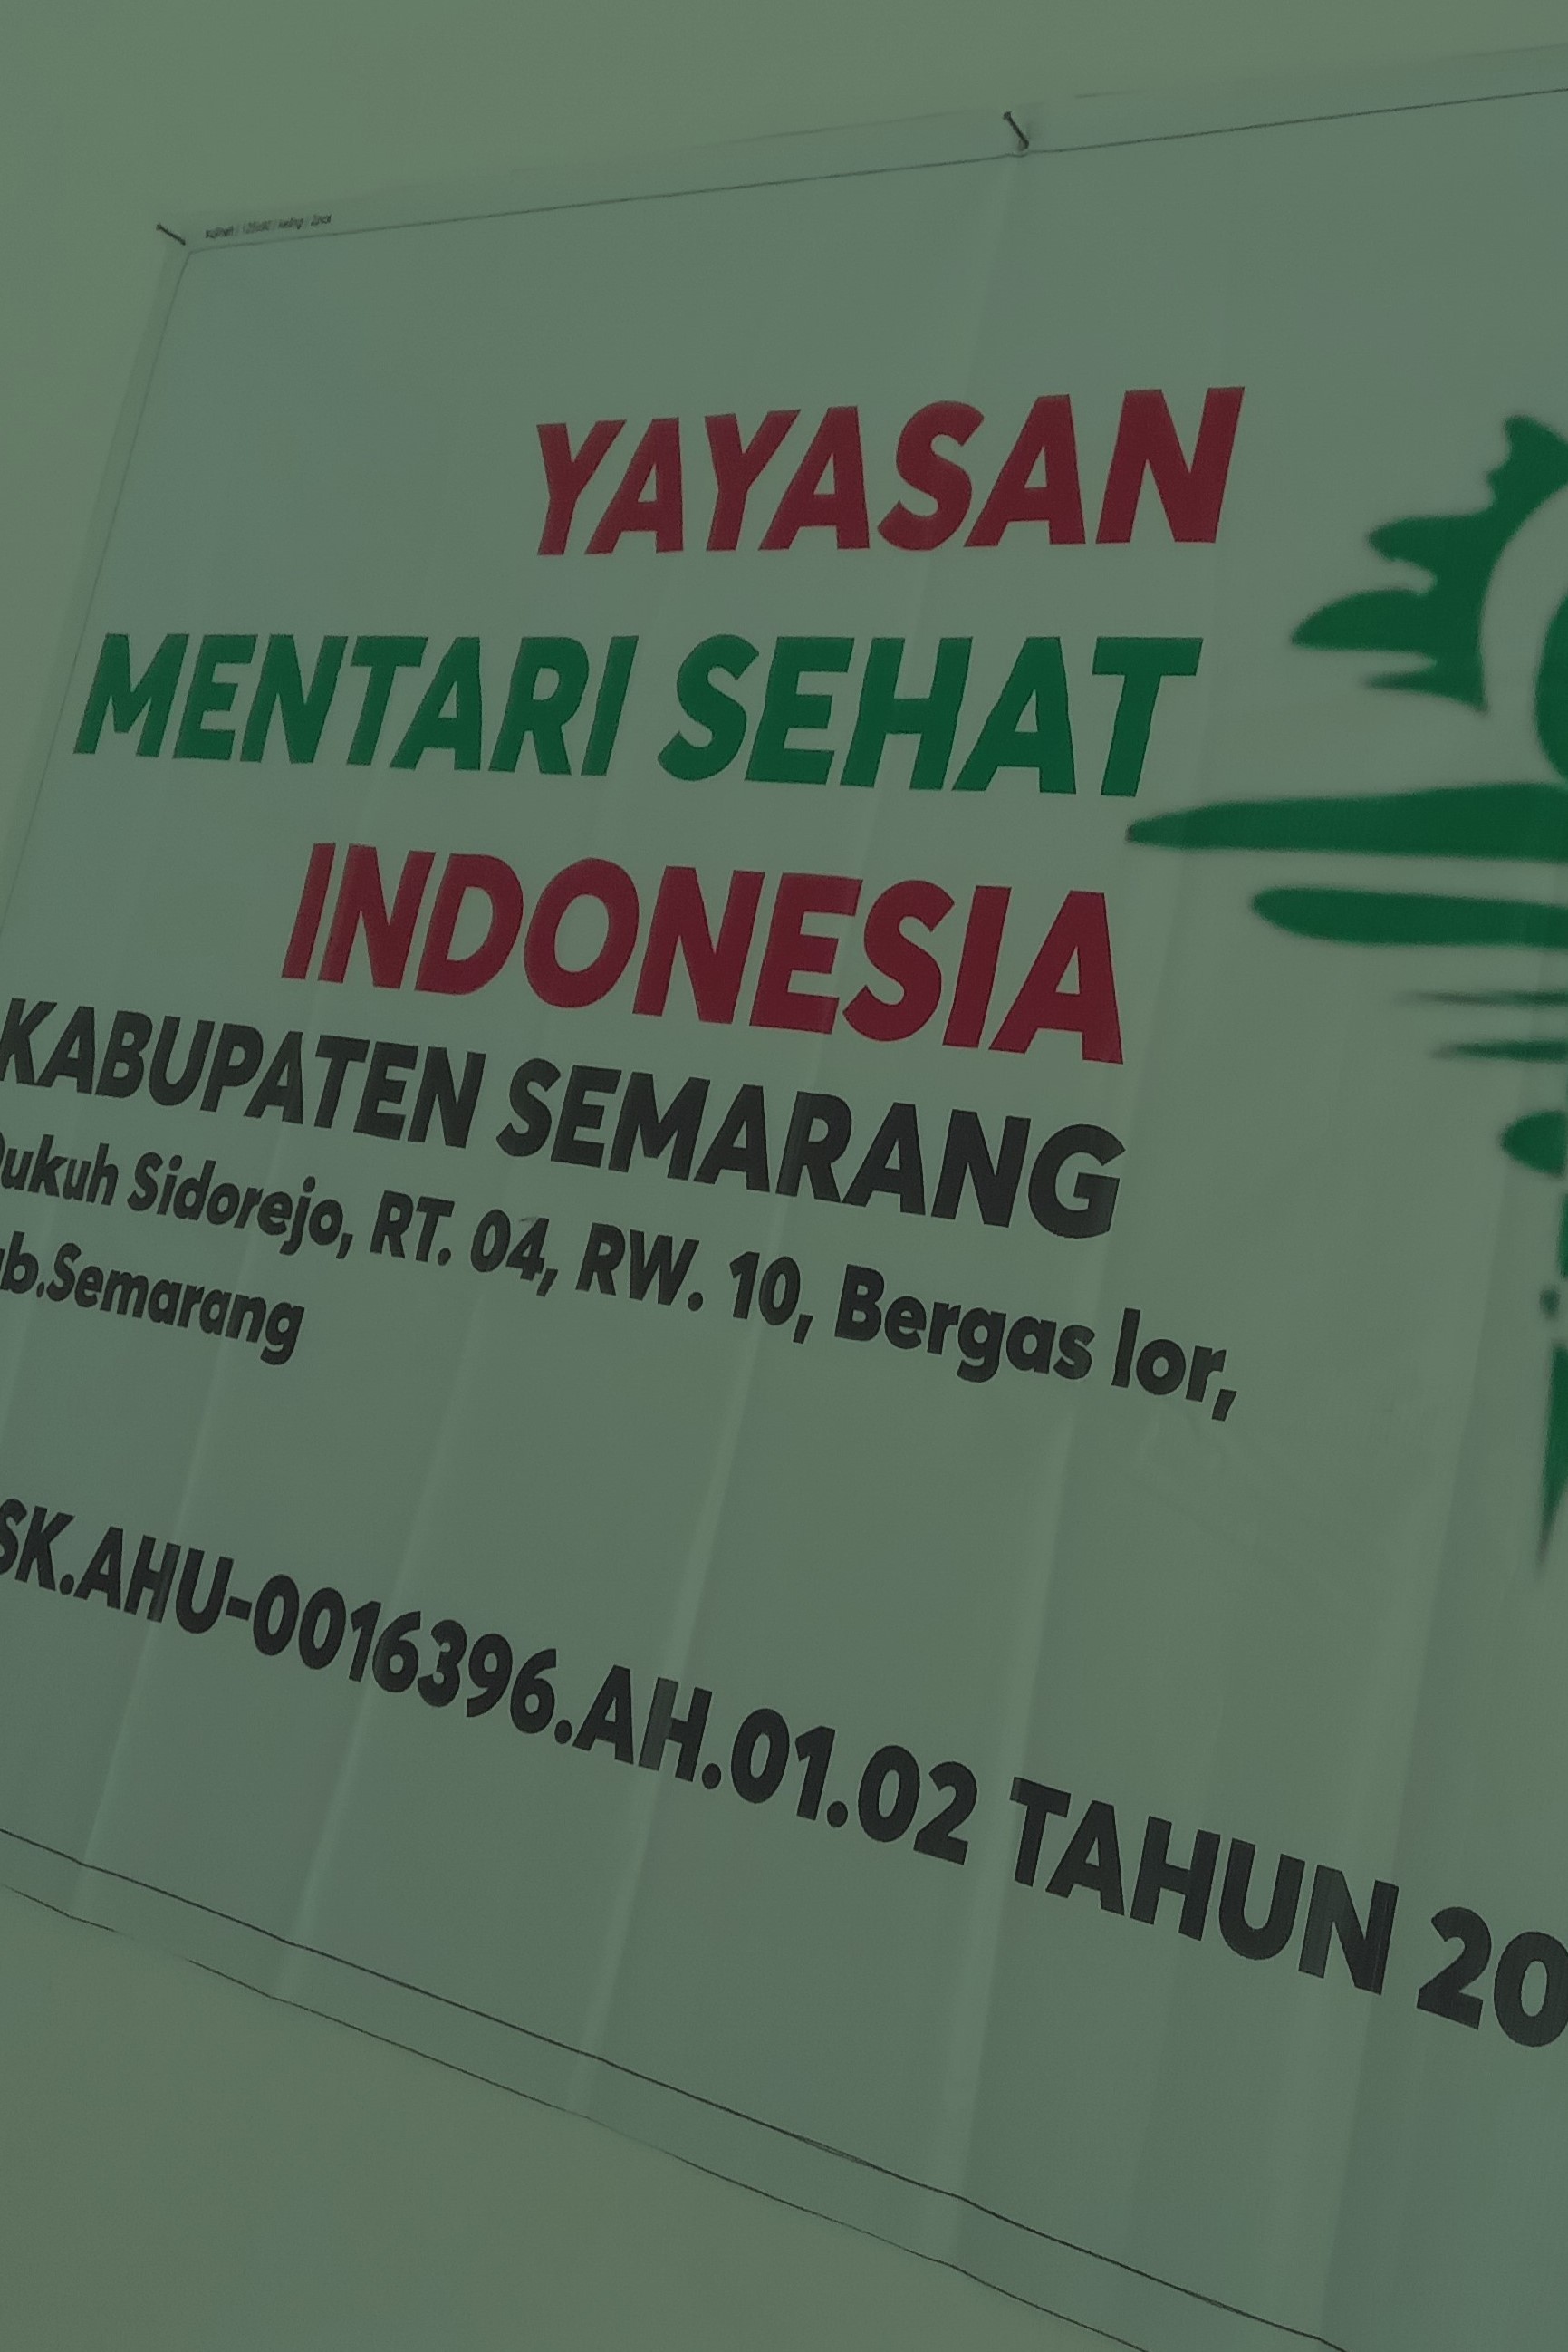 YAYASAN
MENTARI SEHAT
INDONESIA
KABUPATEN SEMARANG
Dukuh Sidorejo, RT. 04, RW. 10, Bergas lor,
ab.Semarang
SK.AHU-0016396.AH.01.02 TAHUN 20